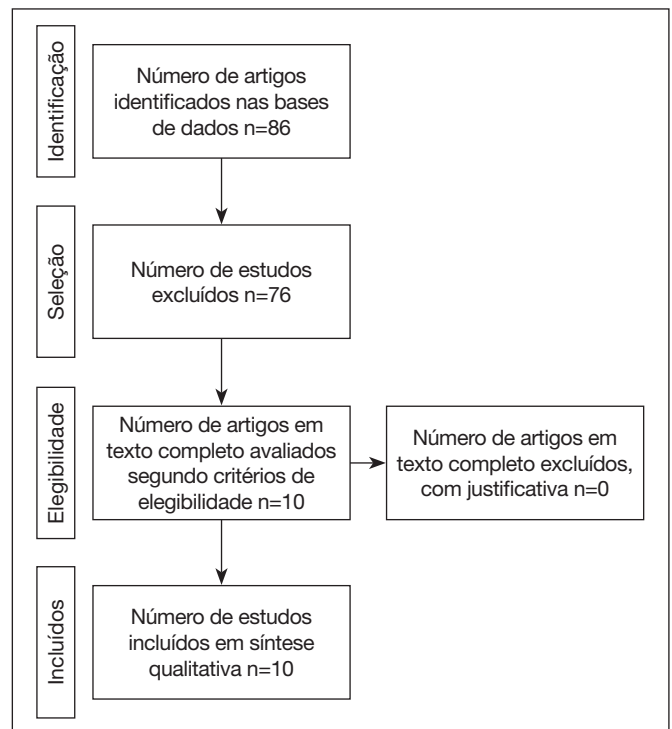 Identificação
Número de artigos
identificados nas bases
de dados n=86
Seleção
Número de estudos
excluídos n=76
Elegibilidade
Número de artigos em
texto completo avaliados
segundo critérios de
elegibilidade n=10
Número de artigos em
texto completo excluídos,
com justificativa n=0
Incluídos
Número de estudos
incluídos em síntese
qualitativa n=10